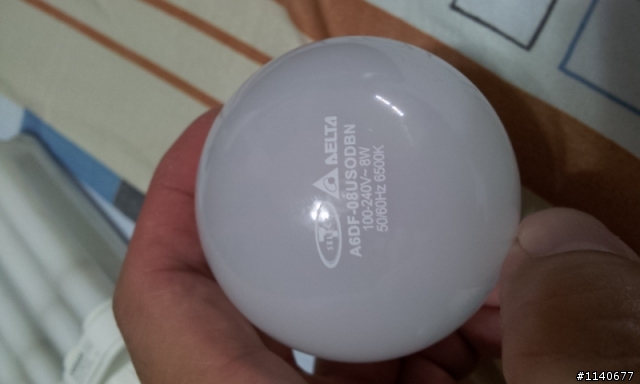 DELTA
A6DF-08USODBN
100-240V~ 8W
50/60Hz 6500K
#1140677